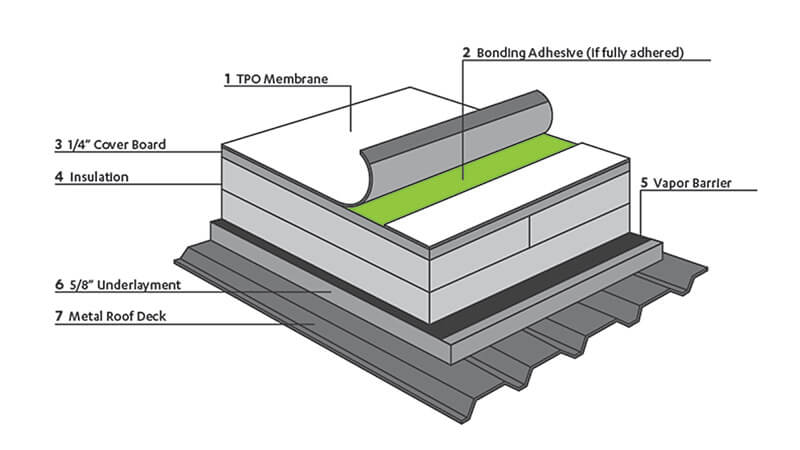 2 Bonding Adhesive (if fully adhered)
1 TPO Membrane
3 1/4" Cover Board
4 Insulation
5 Vapor Barrier
6 5/8" Underlayment
7 Metal Roof Deck